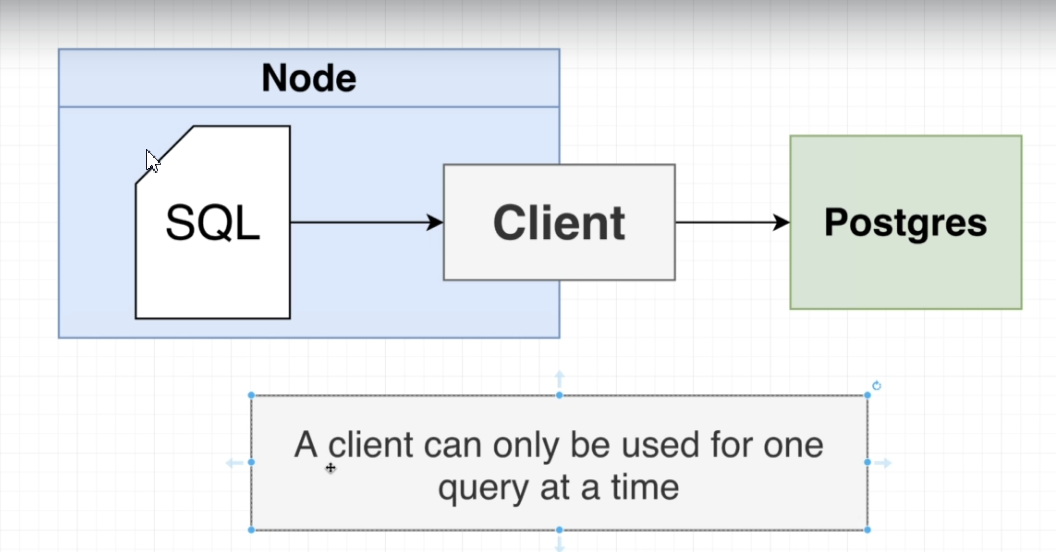 Node
SQL
Client
Postgres
A client can only be used for one
query at a time